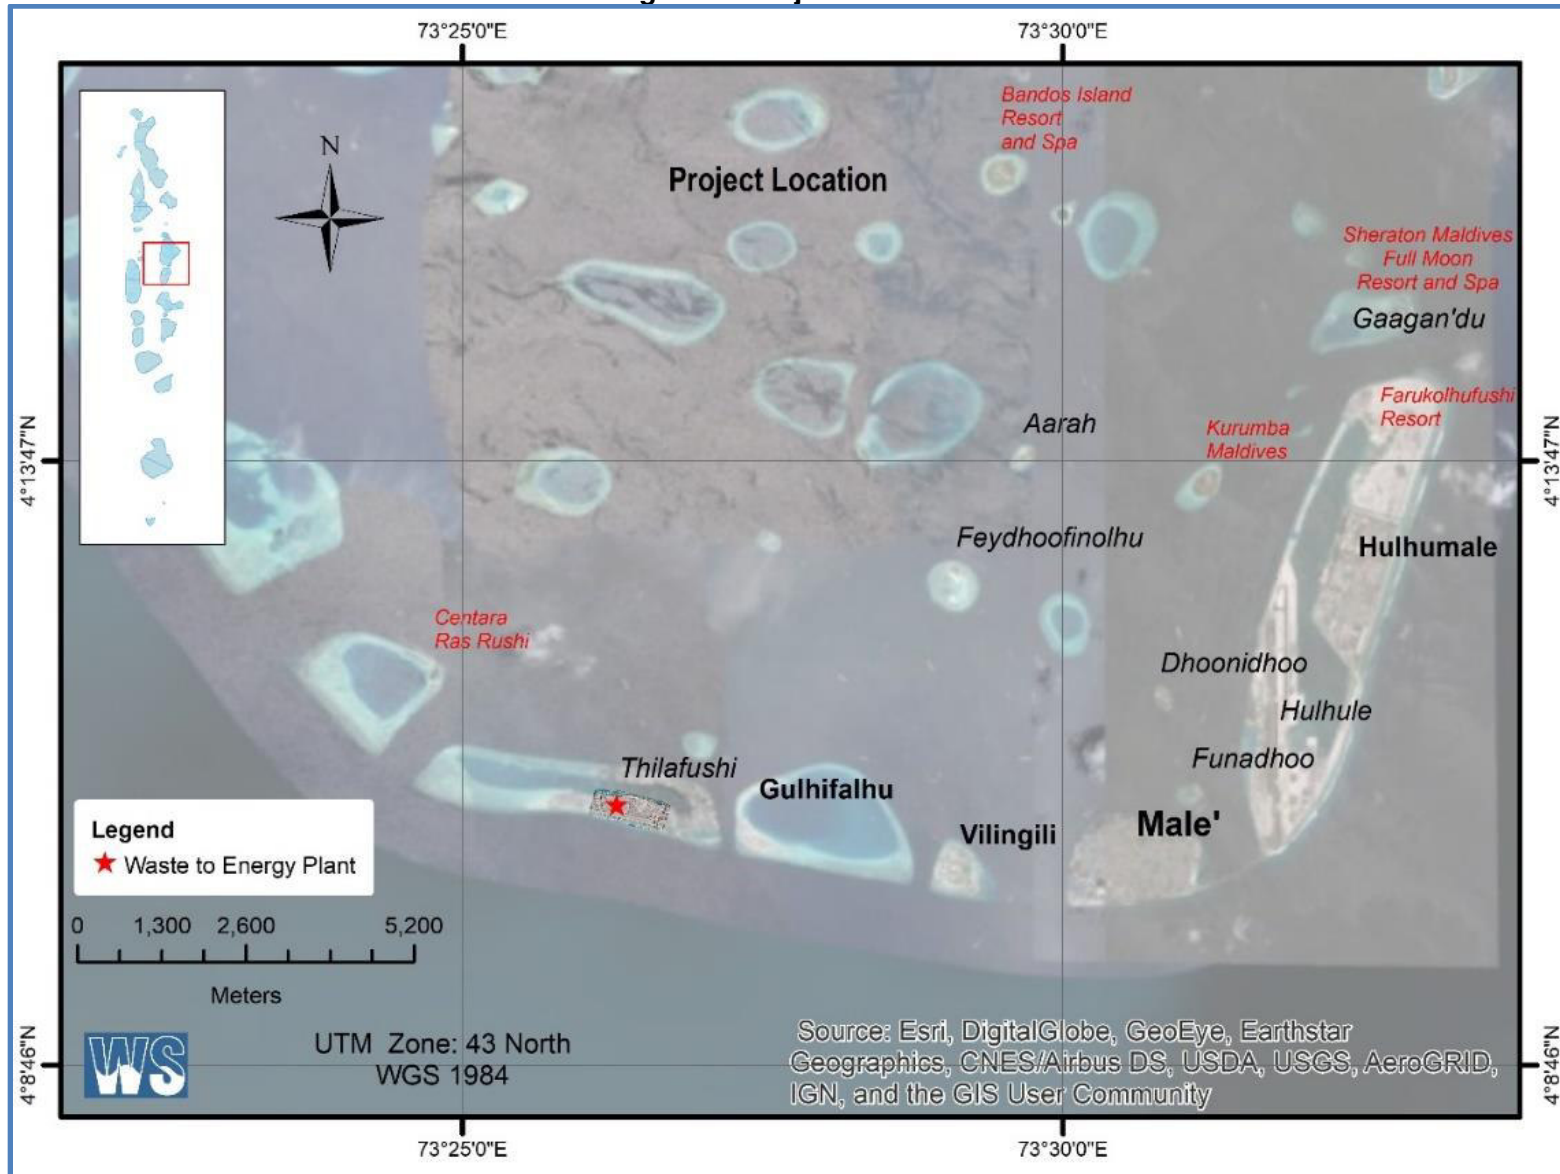 73°25'0"E
73°30'0"E
N
Project Location
Bandos Island
Resort
and Spa
Sheraton Maldives
Full Moon
Resort and Spa
Gaagan'du
Farukolhufushi
Resort
Kurumba
Maldives
Aarah
4°13'47"N
4°13'47"N
Feydhoofinolhu
Hulhumale
Centara
Ras Rushi
Dhoonidhoo
Hulhule
Funadhoo
Thilafushi
Gulhifalhu
Vilingili
Male'
Legend
Waste to Energy Plant
0 1,300 2,600 5,200
Meters
WS
UTM Zone: 43 North
WGS 1984
Source: Esri, DigitalGlobe, GeoEye, Earthstar
Geographics, CNES/Airbus DS, USDA, USGS, AeroGRID,
IGN, and the GIS User Community
4°8'46"N
4°8'46"N
73°25'0"E
73°30'0"E